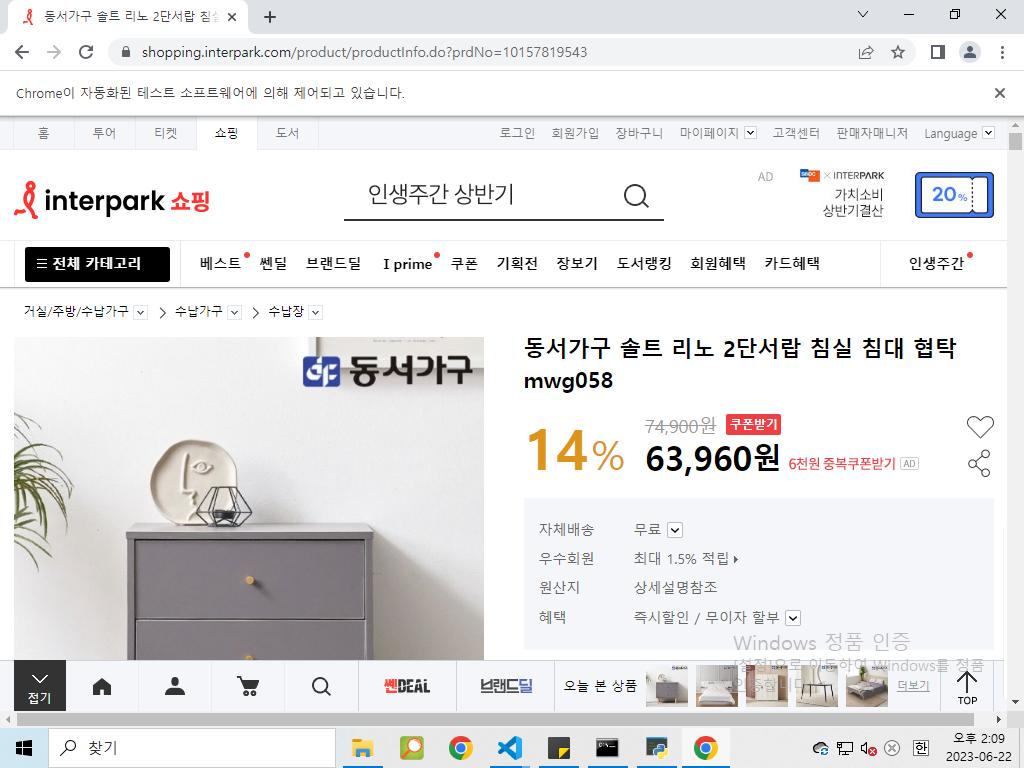 동서가구 솔트 리노 2단서랍 침실
shopping.interpark.com/product/productInfo.do?prdNo=10157819543
Chrome이 자동화된 테스트 소프트웨어에 의해 제어되고 있습니다.
홈 투어 티켓 쇼핑 도서 로그인 회원가입 장바구니 마이페이지 고객센터 판매자매니저 Language
interpark 쇼핑
인생주간 상반기
AD
× INTERPARK
가치소비
상반기결산
20%
전체 카테고리 베스트 쎈딜 브랜드딜 I prime 쿠폰 기획전 장보기 도서랭킹 회원혜택 카드혜택 인생주간
거실/주방/수납가구 > 수납가구 > 수납장
동서가구
동서가구 솔트 리노 2단서랍 침실 침대 협탁
mwg058
14%
74,900원 쿠폰받기
63,960원 6천원 중복쿠폰받기 AD
자체배송 무료
우수회원 최대 1.5% 적립
원산지 상세설명참조
혜택 즉시할인 / 무이자 할부
Windows 정품 인증
[설정]으로 이동하여 Windows를 정품
인증합니다.
접기
쎈DEAL
브랜드딜
오늘 본 상품
더보기
TOP
찾기
한
오후 2:09
2023-06-22